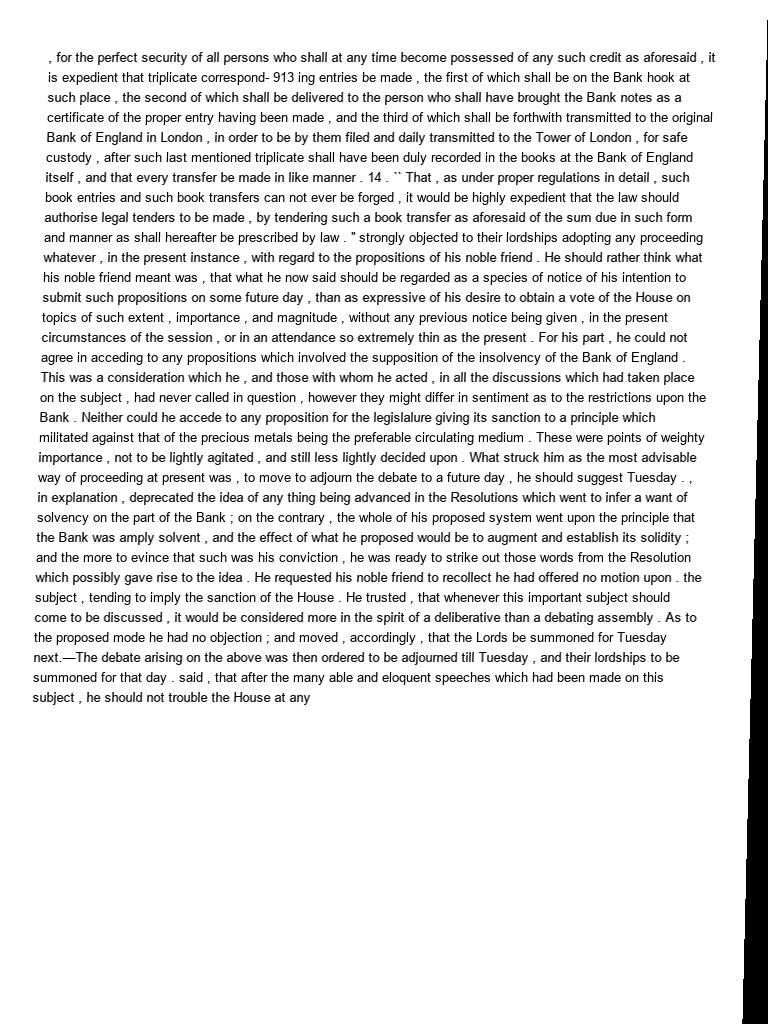 , for the perfect security of all persons who shall at any time become possessed of any such credit as aforesaid , it
is expedient that triplicate correspond- 913 ing entries be made , the first of which shall be on the Bank hook at
such place , the second of which shall be delivered to the person who shall have brought the Bank notes as a
certificate of the proper entry having been made , and the third of which shall be forthwith transmitted to the original
Bank of England in London , in order to be by them filed and daily transmitted to the Tower of London , for safe
custody , after such last mentioned triplicate shall have been duly recorded in the books at the Bank of England
itself , and that every transfer be made in like manner . 14 . `` That , as under proper regulations in detail , such
book entries and such book transfers can not ever be forged , it would be highly expedient that the law should
authorise legal tenders to be made , by tendering such a book transfer as aforesaid of the sum due in such form
and manner as shall hereafter be prescribed by law . " strongly objected to their lordships adopting any proceeding
whatever , in the present instance , with regard to the propositions of his noble friend . He should rather think what
his noble friend meant was , that what he now said should be regarded as a species of notice of his intention to
submit such propositions on some future day , than as expressive of his desire to obtain a vote of the House on
topics of such extent , importance , and magnitude , without any previous notice being given , in the present
circumstances of the session , or in an attendance so extremely thin as the present . For his part , he could not
agree in acceding to any propositions which involved the supposition of the insolvency of the Bank of England .
This was a consideration which he , and those with whom he acted , in all the discussions which had taken place
on the subject , had never called in question , however they might differ in sentiment as to the restrictions upon the
Bank . Neither could he accede to any proposition for the legislalure giving its sanction to a principle which
militated against that of the precious metals being the preferable circulating medium . These were points of weighty
importance , not to be lightly agitated , and still less lightly decided upon . What struck him as the most advisable
way of proceeding at present was , to move to adjourn the debate to a future day , he should suggest Tuesday . ,
in explanation , deprecated the idea of any thing being advanced in the Resolutions which went to infer a want of
solvency on the part of the Bank ; on the contrary , the whole of his proposed system went upon the principle that
the Bank was amply solvent , and the effect of what he proposed would be to augment and establish its solidity ;
and the more to evince that such was his conviction , he was ready to strike out those words from the Resolution
which possibly gave rise to the idea . He requested his noble friend to recollect he had offered no motion upon . the
subject , tending to imply the sanction of the House . He trusted , that whenever this important subject should
come to be discussed , it would be considered more in the spirit of a deliberative than a debating assembly . As to
the proposed mode he had no objection ; and moved , accordingly , that the Lords be summoned for Tuesday
next.—The debate arising on the above was then ordered to be adjourned till Tuesday , and their lordships to be
summoned for that day . said , that after the many able and eloquent speeches which had been made on this
subject , he should not trouble the House at any